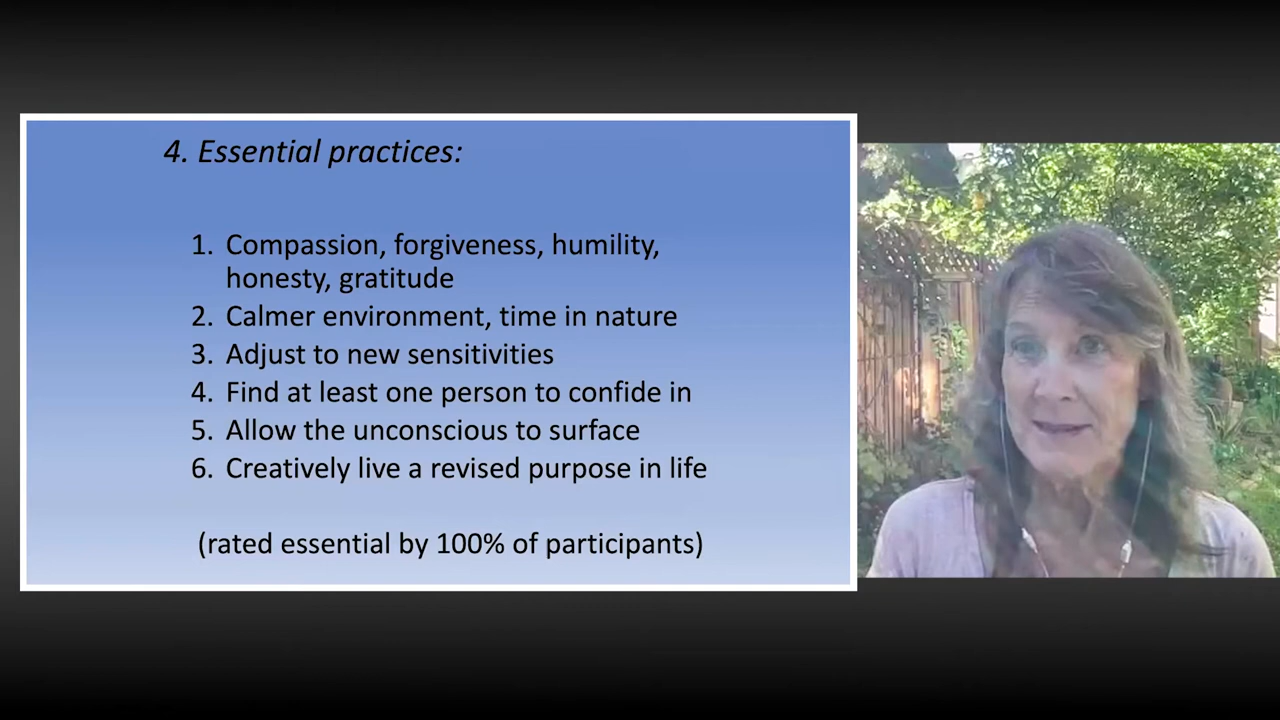 4. Essential practices:
1. Compassion, forgiveness, humility,
honesty, gratitude
2. Calmer environment, time in nature
3. Adjust to new sensitivities
4. Find at least one person to confide in
5. Allow the unconscious to surface
6. Creatively live a revised purpose in life
(rated essential by 100% of participants)